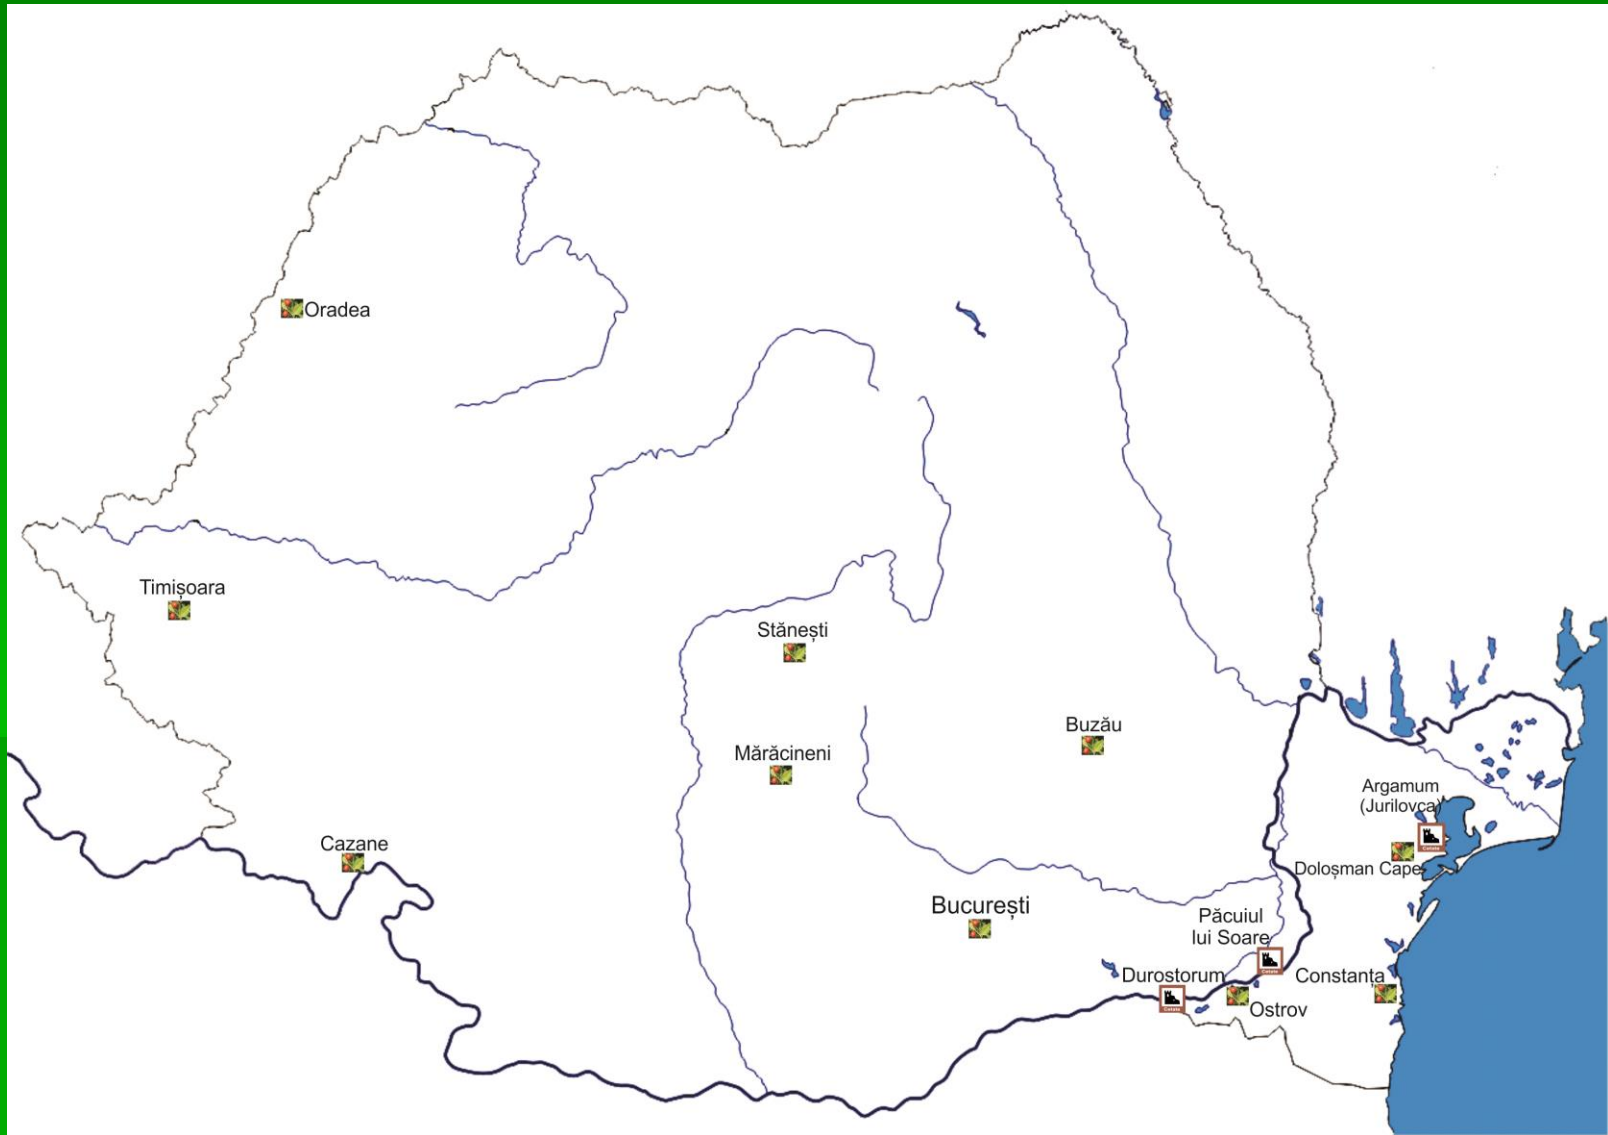 Oradea
Timișoara
Stănești
Mărăcineni
Buzău
Argamum
(Jurilovca)
Cazane
Doloșman Cape
București
Păcuiul
lui Soare
Durostorum
Constanța
Ostrov